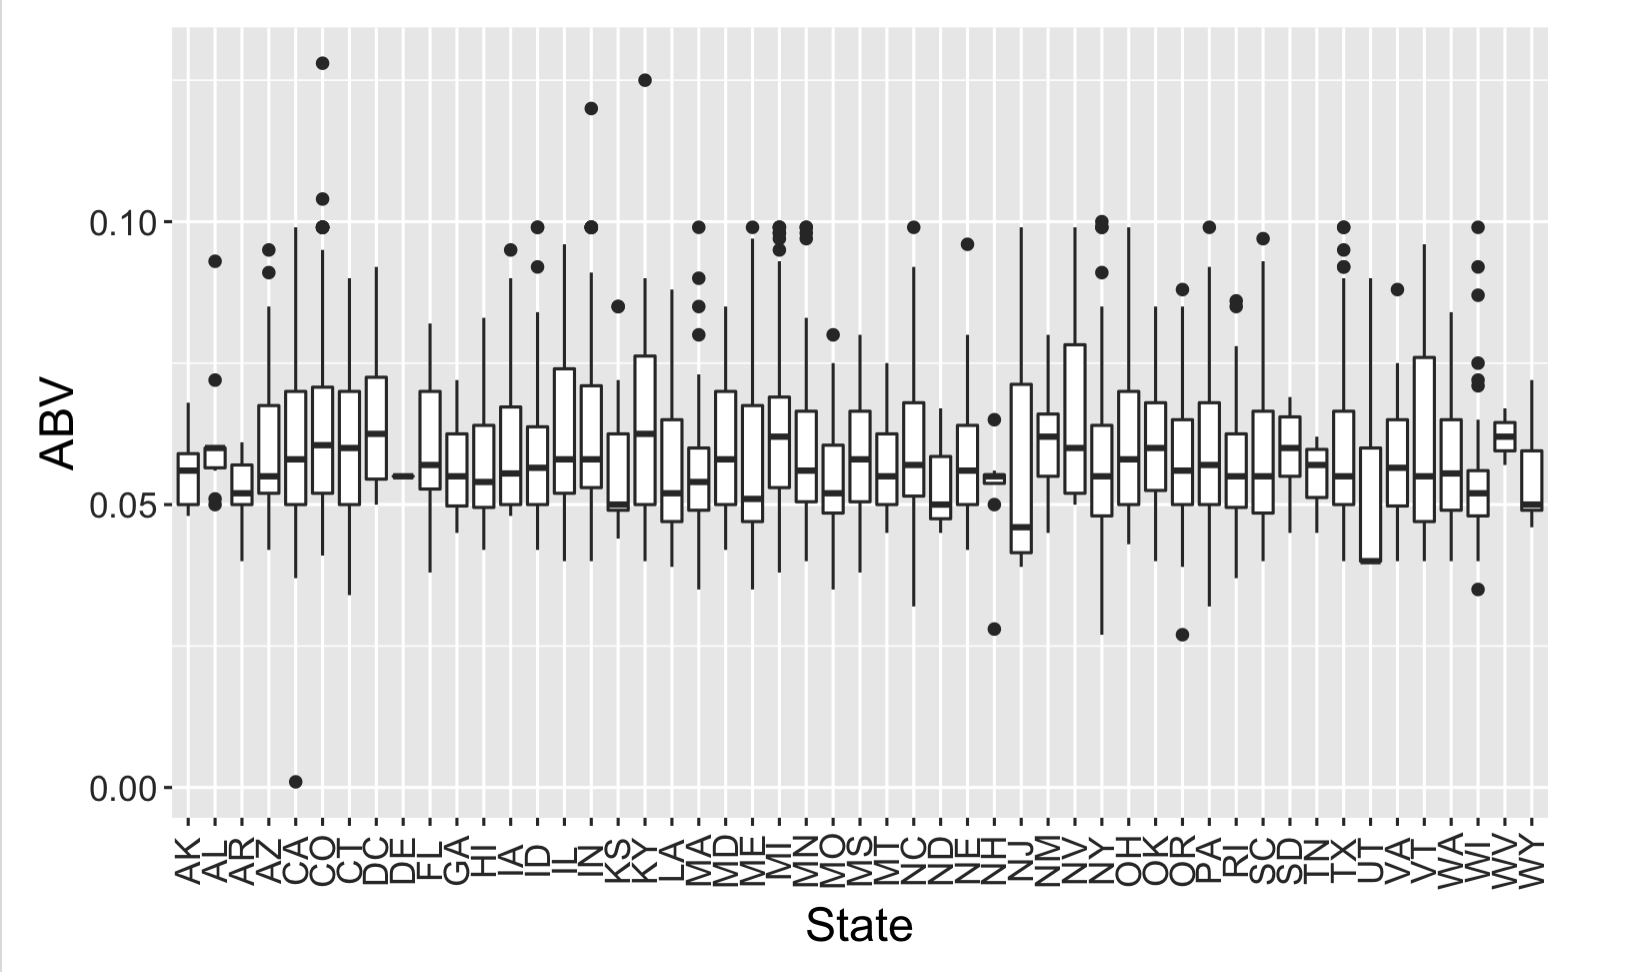 ABV
0.10
0.05
0.00
AK AL AR AZ CA CO CT DC DE FL GA HI IA ID IL IN KS KY LA MA MD ME MI MN MO MS MT NC ND NE NH NJ NM NV NY OH OK OR PA RI SC SD TN TX UT VA VT WA WI WV WY
State